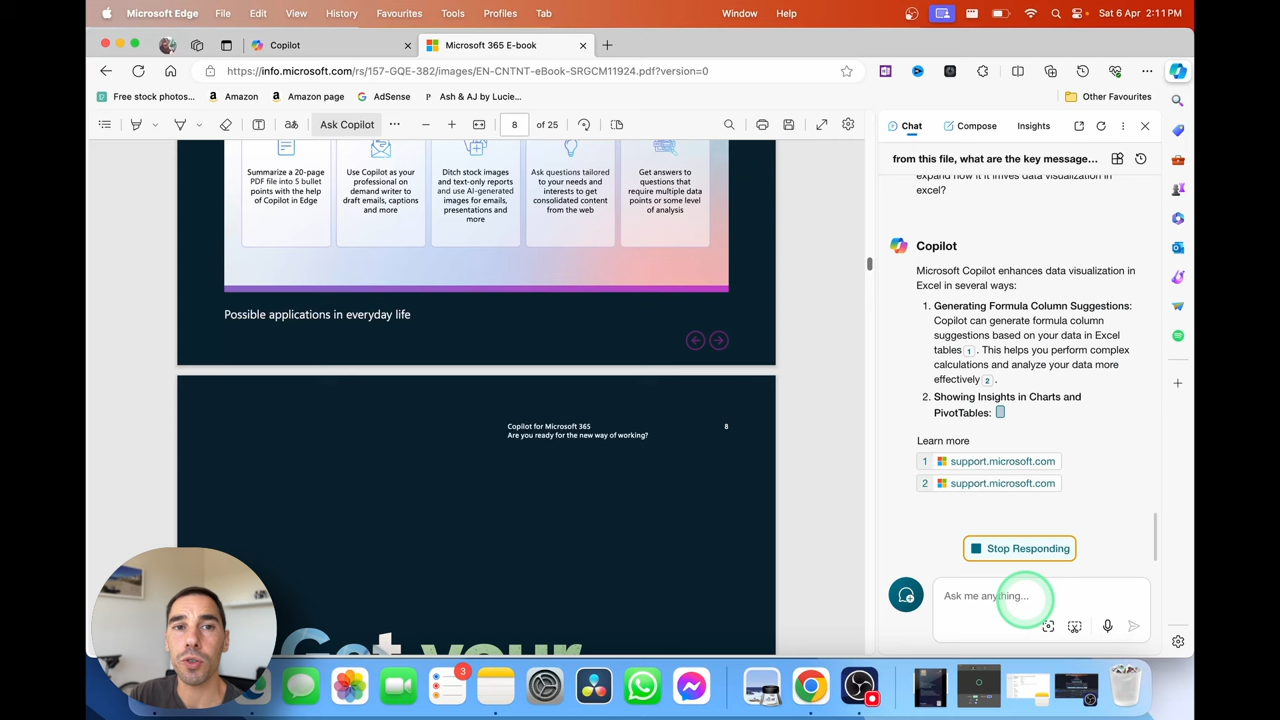 Microsoft Edge File Edit View History Favourites Tools Profiles Tab Window Help Sat 6 Apr 2:11 PM
Copilot
Microsoft 365 E-book
https://info.microsoft.com/rs/157-GQE-382/images/EN-CNTNT-eBook-SRGCM11924.pdf?version=0
Free stock photos...
Amazon
Amazon page
AdSense
Ash & AJ by Lucie...
Other Favourites
Ask Copilot
8 of 25
Summarize a 20-page
PDF file into 5 bullet
points with the help
of Copilot in Edge
Use Copilot as your
professional on
demand writer to
draft emails, captions
and more
Ditch stock images
and text-only reports
and use AI-generated
images for emails,
presentations and
more
Ask questions tailored
to your needs and
interests to get
consolidated content
from the web
Get answers to
questions that
require multiple data
points or some level
of analysis
Possible applications in everyday life
Copilot for Microsoft 365
Are you ready for the new way of working?
8
Get your
Chat
Compose
Insights
from this file, what are the key message...
expand how it it imives data visualization in
excel?
Copilot
Microsoft Copilot enhances data visualization in
Excel in several ways:
1. Generating Formula Column Suggestions:
Copilot can generate formula column
suggestions based on your data in Excel
tables 1 . This helps you perform complex
calculations and analyze your data more
effectively 2 .
2. Showing Insights in Charts and
PivotTables:
Learn more
1 support.microsoft.com
2 support.microsoft.com
Stop Responding
Ask me anything...
3